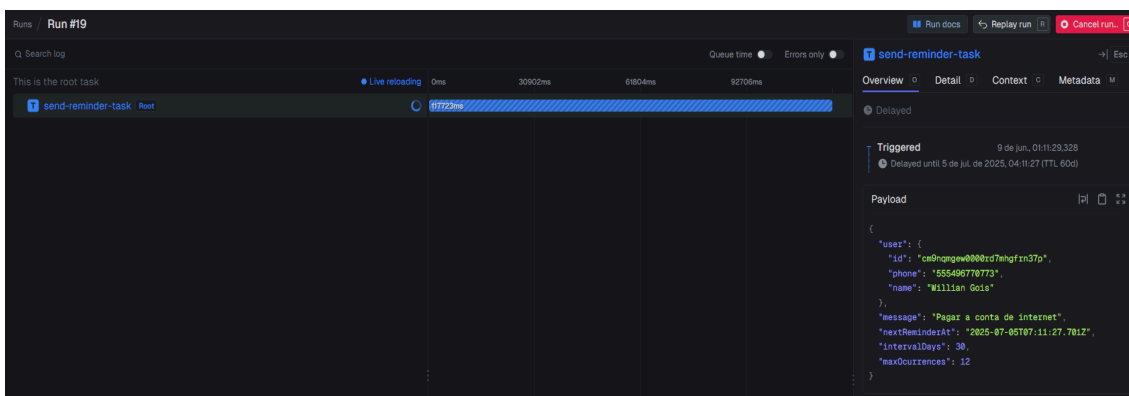 Runs / Run #19
Run docs
Replay run R
Cancel run...
Search log
Queue time
Errors only
send-reminder-task
Esc
This is the root task
Live reloading
0ms 30902ms 61804ms 92706ms
Overview O Detail D Context C Metadata M
T send-reminder-task Root
117723ms
Delayed
Triggered 9 de jun., 01:11:29,328
Delayed until 5 de jul. de 2025, 04:11:27 (TTL 60d)
Payload
{
"user": {
"id": "cm9nqmgew0000rd7mhgfrn37p",
"phone": "555496770773",
"name": "Willian Gois"
},
"message": "Pagar a conta de internet",
"nextReminderAt": "2025-07-05T07:11:27.701Z",
"intervalDays": 30,
"maxOcurrences": 12
}